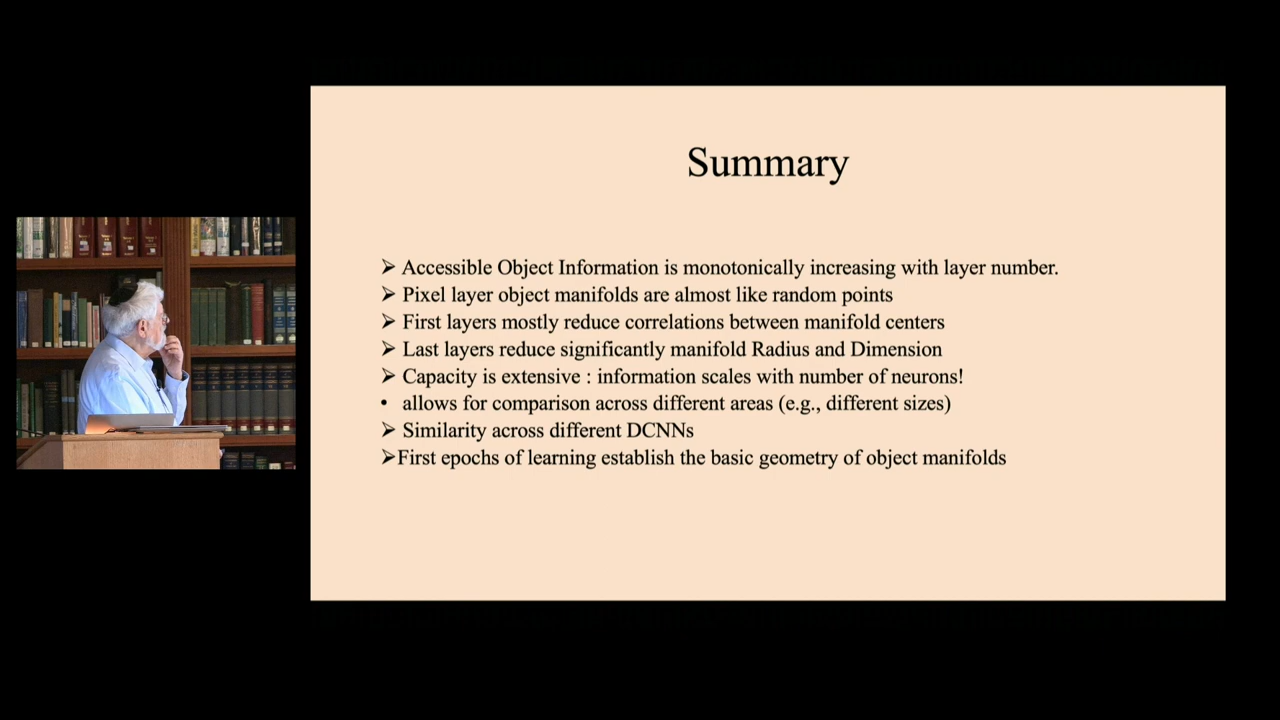 Summary
➢ Accessible Object Information is monotonically increasing with layer number.
➢ Pixel layer object manifolds are almost like random points
➢ First layers mostly reduce correlations between manifold centers
➢ Last layers reduce significantly manifold Radius and Dimension
➢ Capacity is extensive : information scales with number of neurons!
• allows for comparison across different areas (e.g., different sizes)
➢ Similarity across different DCNNs
➢First epochs of learning establish the basic geometry of object manifolds